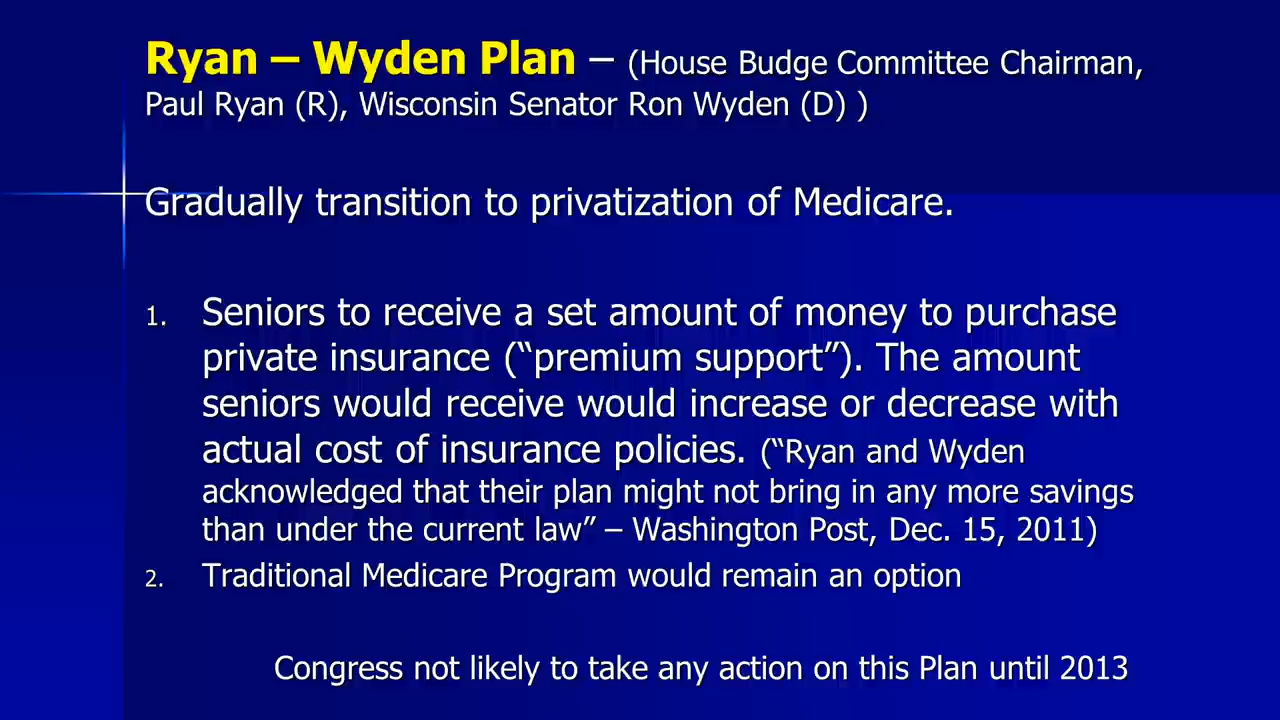 Ryan – Wyden Plan – (House Budge Committee Chairman,
Paul Ryan (R), Wisconsin Senator Ron Wyden (D) )
Gradually transition to privatization of Medicare.
1. Seniors to receive a set amount of money to purchase
private insurance (“premium support”). The amount
seniors would receive would increase or decrease with
actual cost of insurance policies. (“Ryan and Wyden
acknowledged that their plan might not bring in any more savings
than under the current law” – Washington Post, Dec. 15, 2011)
2. Traditional Medicare Program would remain an option
Congress not likely to take any action on this Plan until 2013